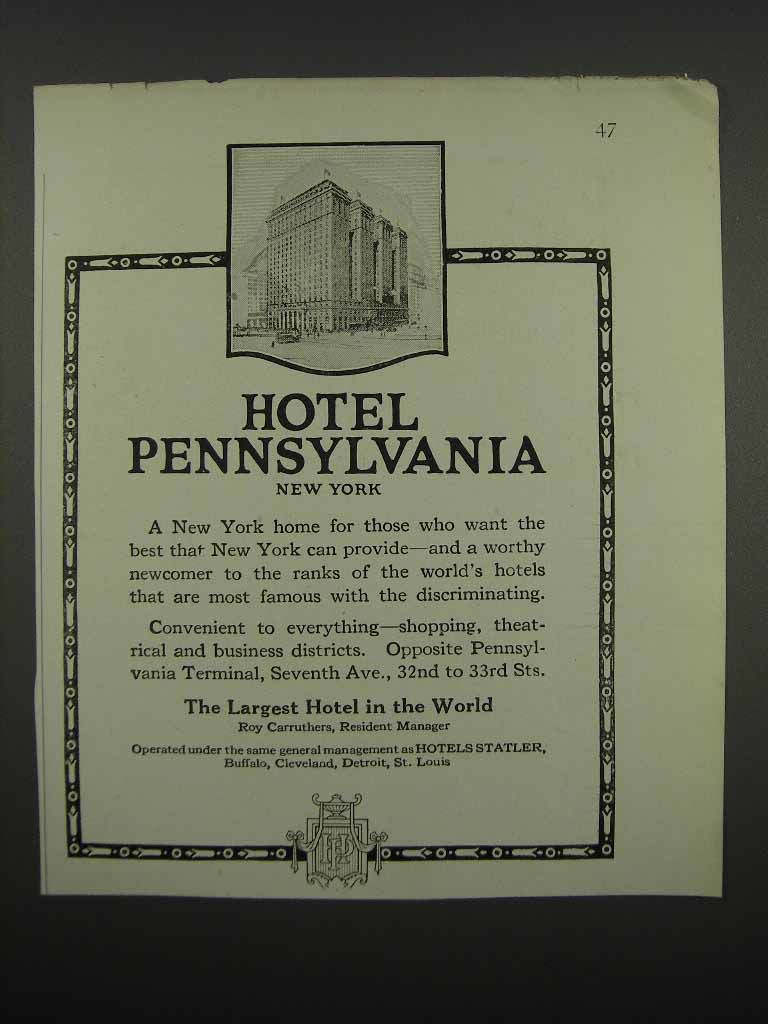 47
HOTEL
PENNSYLVANIA
NEW YORK
A New York home for those who want the
best that New York can provide—and a worthy
newcomer to the ranks of the world's hotels
that are most famous with the discriminating.
Convenient to everything—shopping, theat-
rical and business districts. Opposite Pennsyl-
vania Terminal, Seventh Ave., 32nd to 33rd Sts.
The Largest Hotel in the World
Roy Carruthers, Resident Manager
Operated under the same general management as HOTELS STATLER,
Buffalo, Cleveland, Detroit, St. Louis
HP